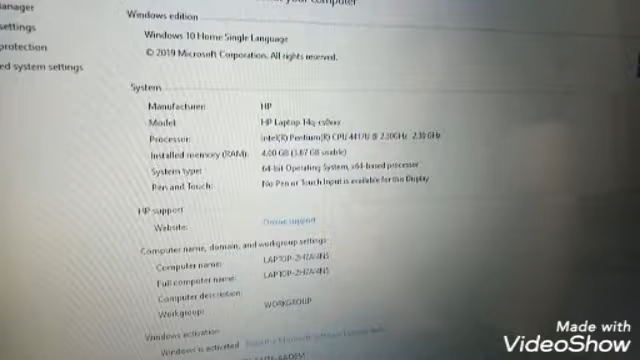 anager
settings
protection
ed system settings
Windows edition
Windows 10 Home Single Language
© 2019 Microsoft Corporation. All rights reserved.
System
Manufacturer: HP
Model: HP Laptop 14q-cs0xxx
Processor: Intel(R) Pentium(R) CPU 4417U @ 2.30GHz 2.30 GHz
Installed memory (RAM): 4.00 GB (3.87 GB usable)
System type: 64-bit Operating System, x64-based processor
Pen and Touch: No Pen or Touch Input is available for this Display
HP support
Website: Online support
Computer name, domain, and workgroup settings
Computer name:
Full computer name:
Computer description:
Workgroup: WORKGROUP
Windows activation
Windows is activated
Made with
VideoShow